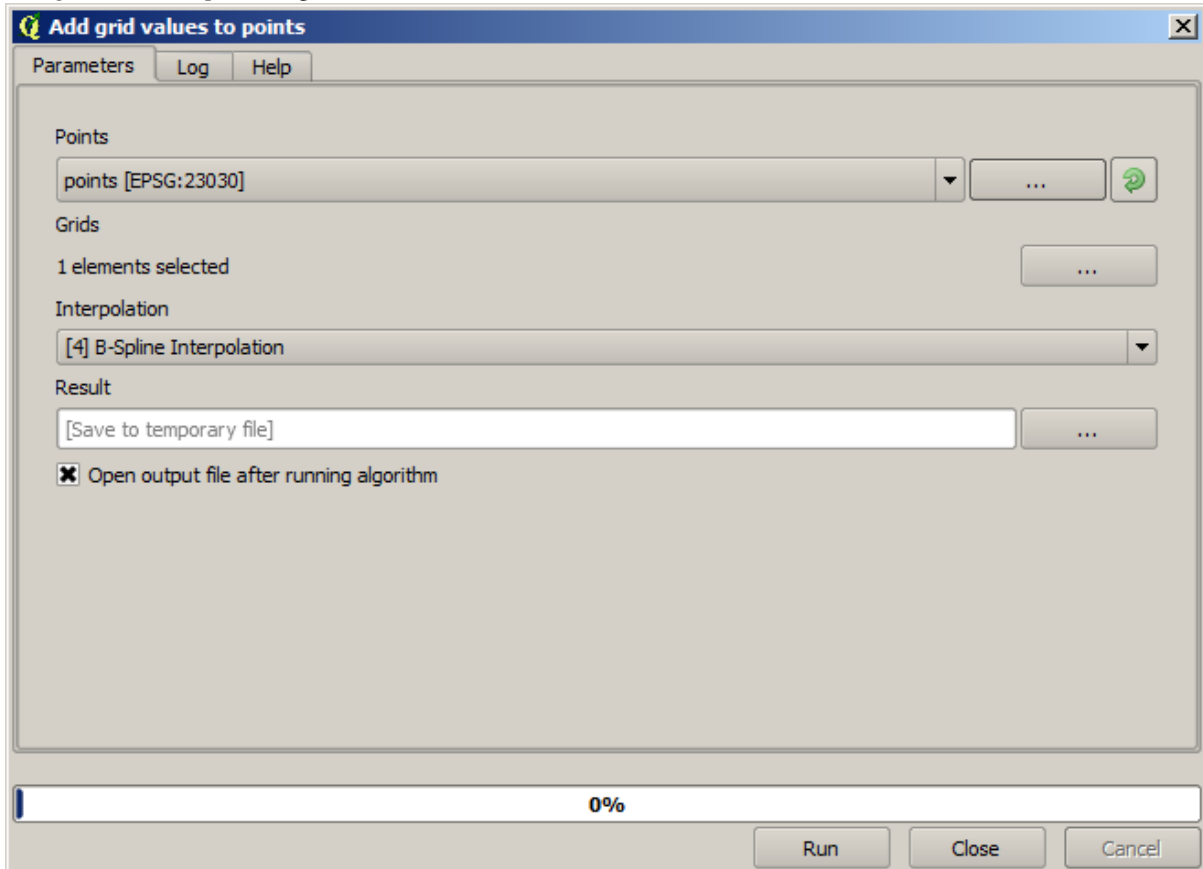 Add grid values to points
Parameters Log Help
Points
points [EPSG:23030] ...
Grids
1 elements selected ...
Interpolation
[4] B-Spline Interpolation
Result
[Save to temporary file] ...
Open output file after running algorithm
0%
Run Close Cancel